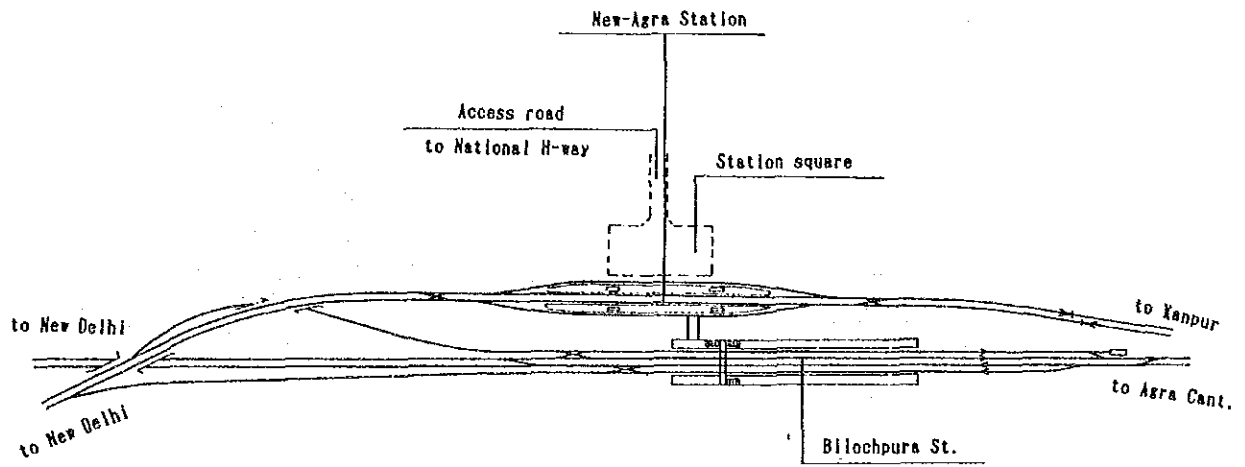 New-Agra Station
Access road
to National H-way
Station square
to New Delhi
to Kanpur
to New Delhi
to Agra Cant.
Bilochpura St.